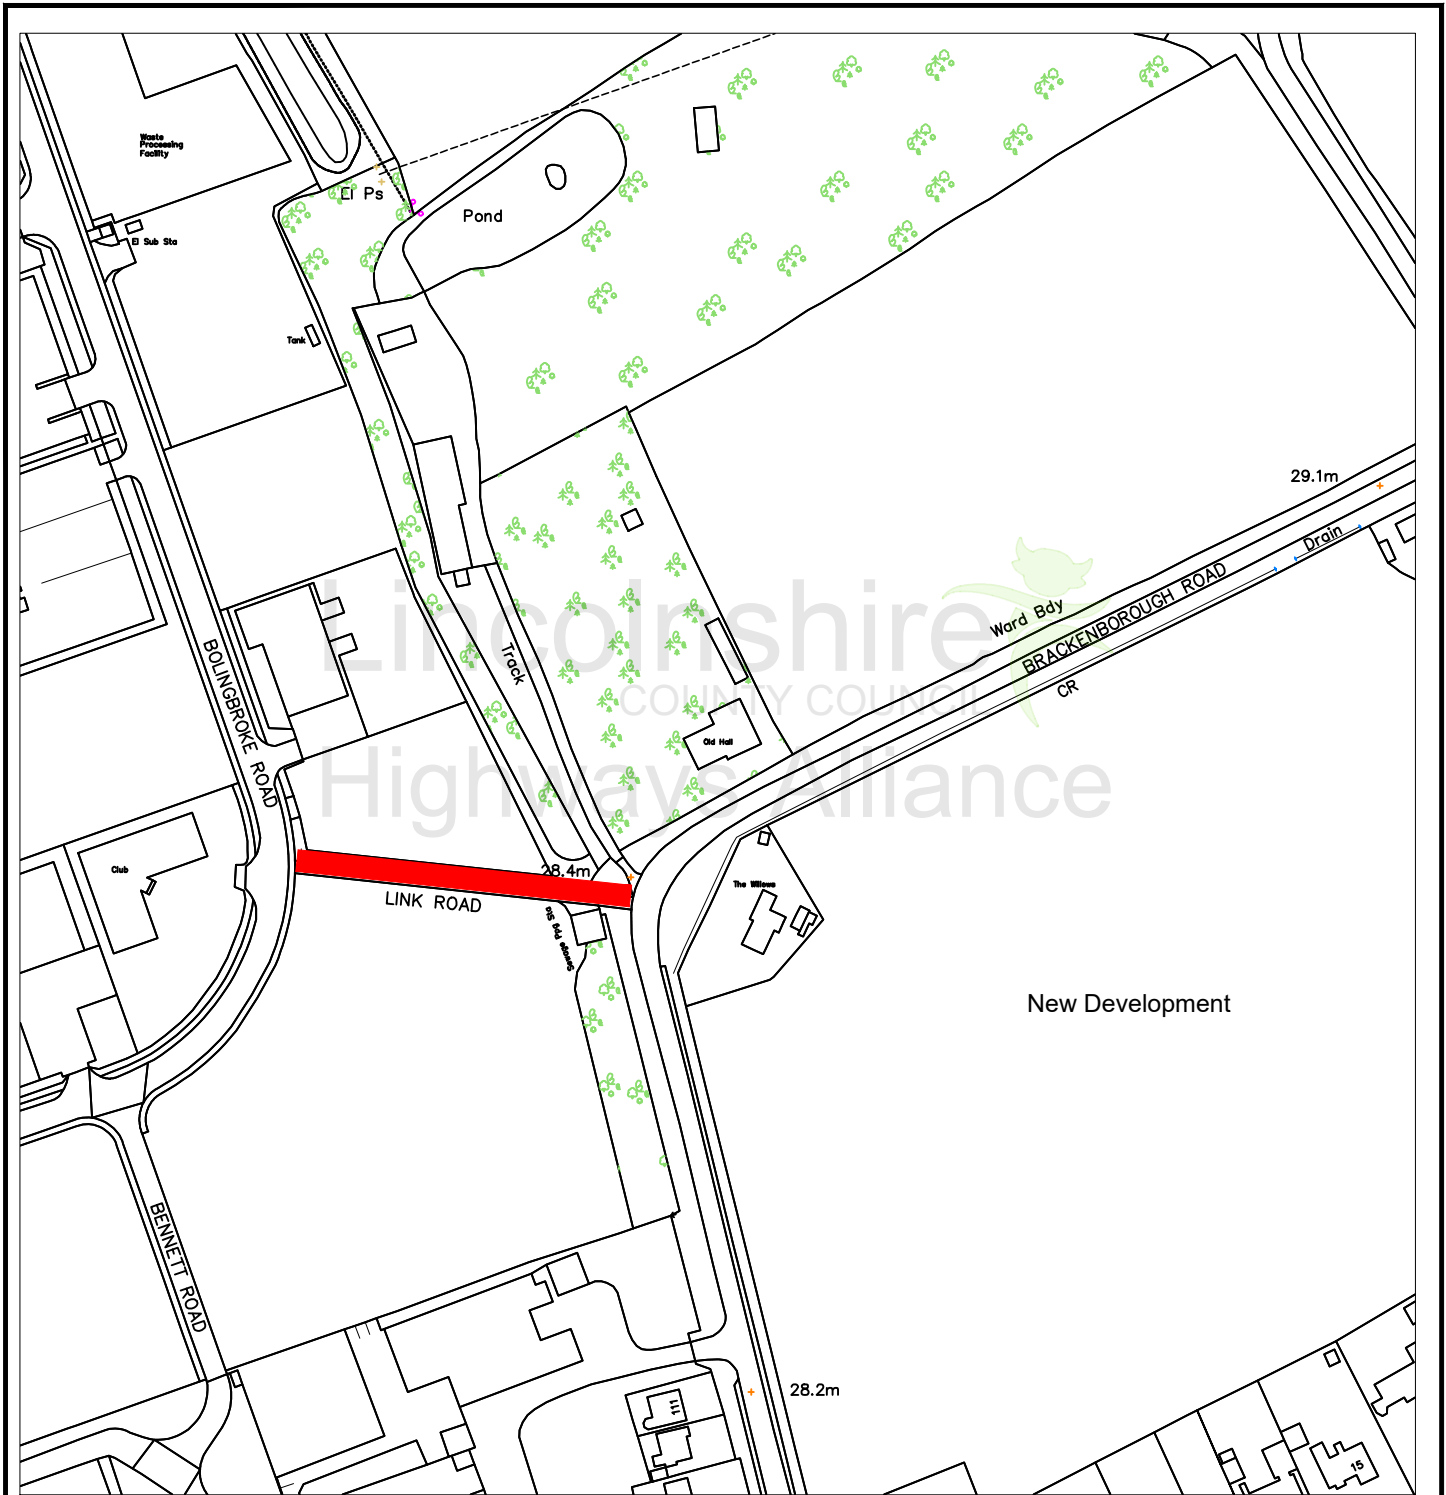 Waste
Processing
Facility
El Ps
Pond
El Sub Sta
Tank
29.1m
Drain
Ward Bdy
BRACKENBOROUGH ROAD
CR
Lincolnshire
COUNTY COUNCIL
Highways Alliance
BOLINGBROKE ROAD
Track
Old Hall
Club
28.4m
The Willows
LINK ROAD
Sewage Ppg Sta
New Development
BENNETT ROAD
28.2m
111
15